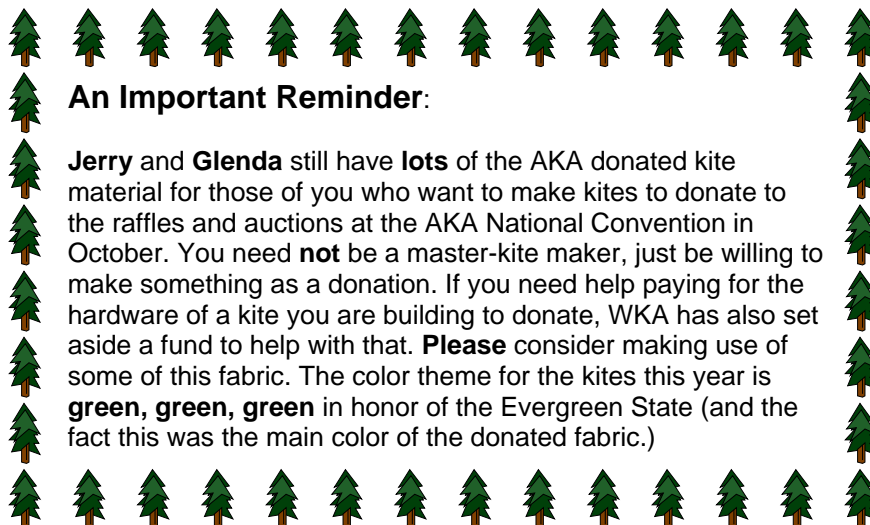 An Important Reminder:
Jerry and Glenda still have lots of the AKA donated kite
material for those of you who want to make kites to donate to
the raffles and auctions at the AKA National Convention in
October. You need not be a master-kite maker, just be willing to
make something as a donation. If you need help paying for the
hardware of a kite you are building to donate, WKA has also set
aside a fund to help with that. Please consider making use of
some of this fabric. The color theme for the kites this year is
green, green, green in honor of the Evergreen State (and the
fact this was the main color of the donated fabric.)